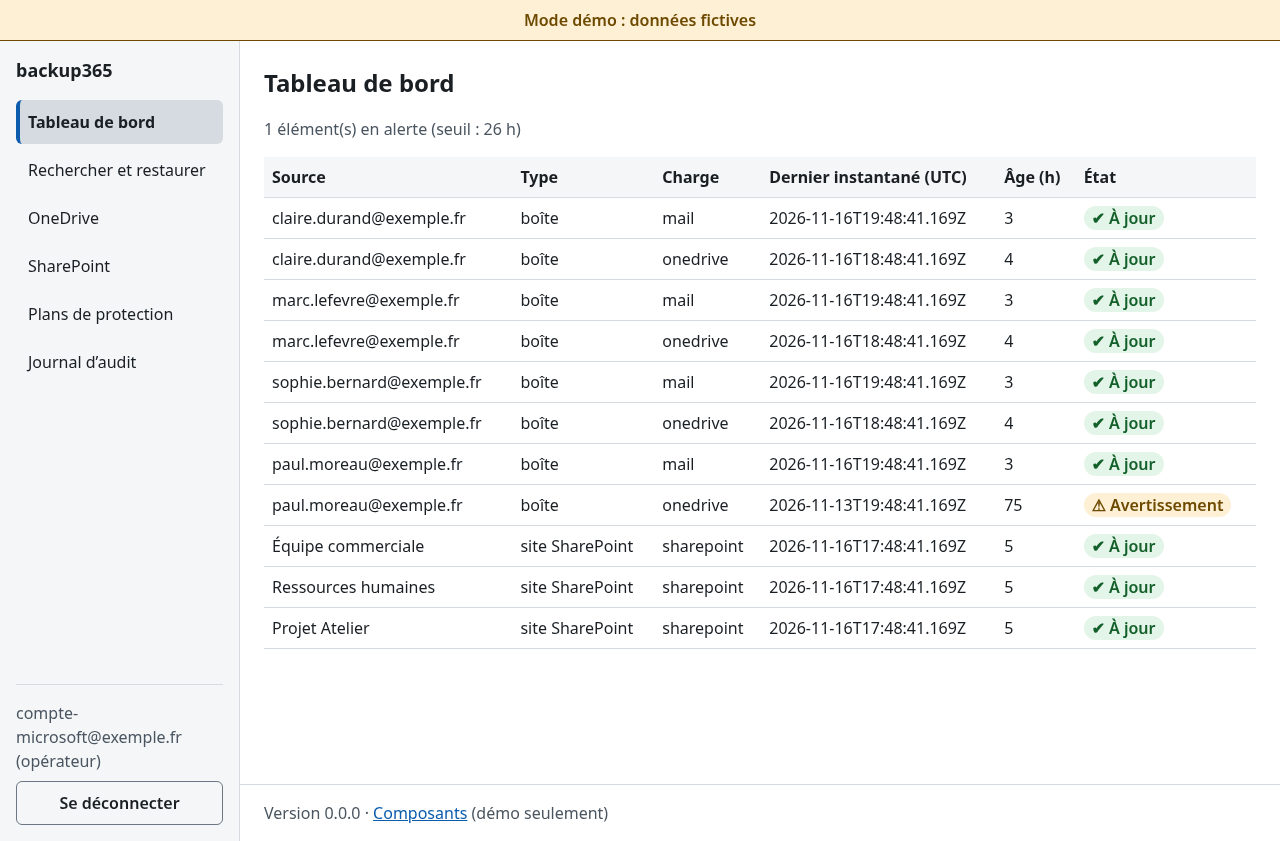 Mode démo : données fictives
backup365
Tableau de bord
Rechercher et restaurer
OneDrive
SharePoint
Plans de protection
Journal d’audit
compte-
microsoft@exemple.fr
(opérateur)
Se déconnecter
Tableau de bord
1 élément(s) en alerte (seuil : 26 h)
Source Type Charge Dernier instantané (UTC) Âge (h) État
claire.durand@exemple.fr boîte mail 2026-11-16T19:48:41.169Z 3 ✔ À jour
claire.durand@exemple.fr boîte onedrive 2026-11-16T18:48:41.169Z 4 ✔ À jour
marc.lefevre@exemple.fr boîte mail 2026-11-16T19:48:41.169Z 3 ✔ À jour
marc.lefevre@exemple.fr boîte onedrive 2026-11-16T18:48:41.169Z 4 ✔ À jour
sophie.bernard@exemple.fr boîte mail 2026-11-16T19:48:41.169Z 3 ✔ À jour
sophie.bernard@exemple.fr boîte onedrive 2026-11-16T18:48:41.169Z 4 ✔ À jour
paul.moreau@exemple.fr boîte mail 2026-11-16T19:48:41.169Z 3 ✔ À jour
paul.moreau@exemple.fr boîte onedrive 2026-11-13T19:48:41.169Z 75 ⚠ Avertissement
Équipe commerciale site SharePoint sharepoint 2026-11-16T17:48:41.169Z 5 ✔ À jour
Ressources humaines site SharePoint sharepoint 2026-11-16T17:48:41.169Z 5 ✔ À jour
Projet Atelier site SharePoint sharepoint 2026-11-16T17:48:41.169Z 5 ✔ À jour
Version 0.0.0 · Composants (démo seulement)